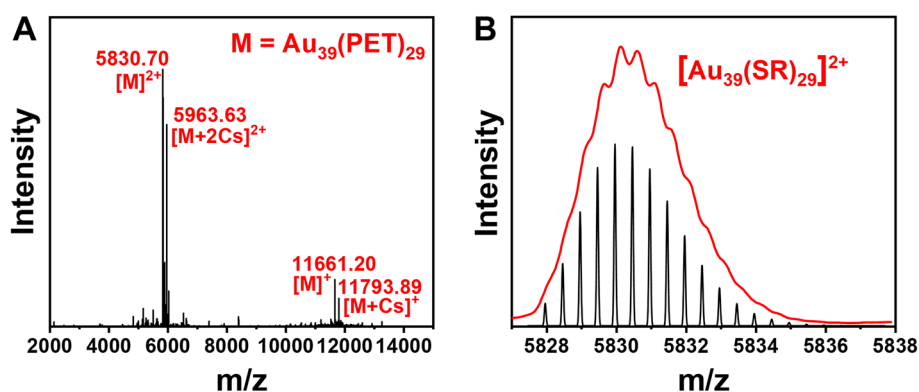 A
M = Au₃₉(PET)₂₉
5830.70
[M]²⁺
5963.63
[M+2Cs]²⁺
11661.20
[M]⁺
11793.89
[M+Cs]⁺
Intensity
2000 4000 6000 8000 10000 12000 14000
m/z
B
[Au₃₉(SR)₂₉]²⁺
Intensity
5828 5830 5832 5834 5836 5838
m/z